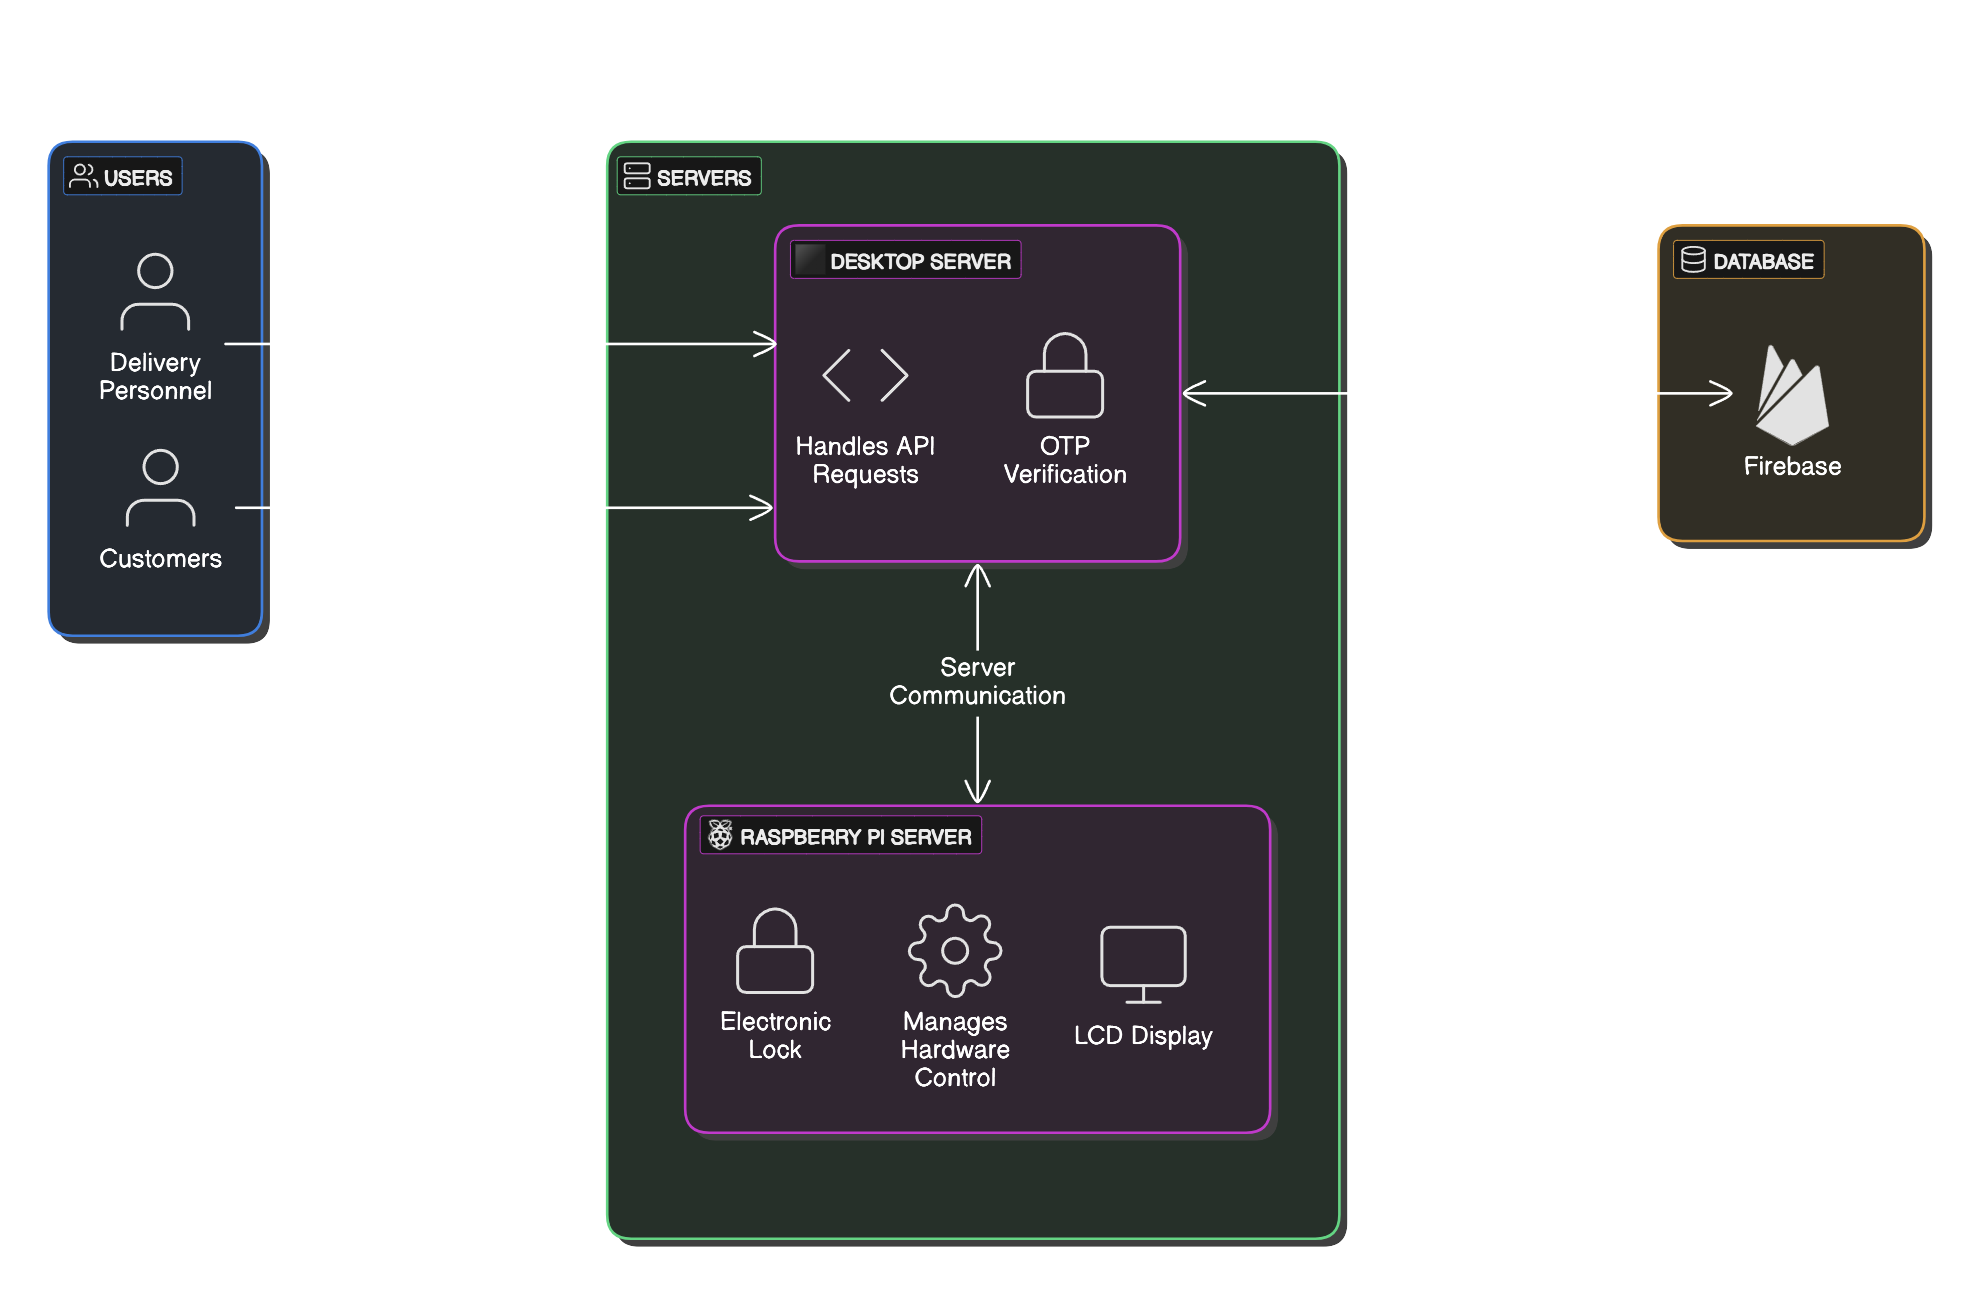 USERS
Delivery
Personnel
Customers
SERVERS
DESKTOP SERVER
Handles API
Requests
OTP
Verification
Server
Communication
RASPBERRY PI SERVER
Electronic
Lock
Manages
Hardware
Control
LCD Display
DATABASE
Firebase